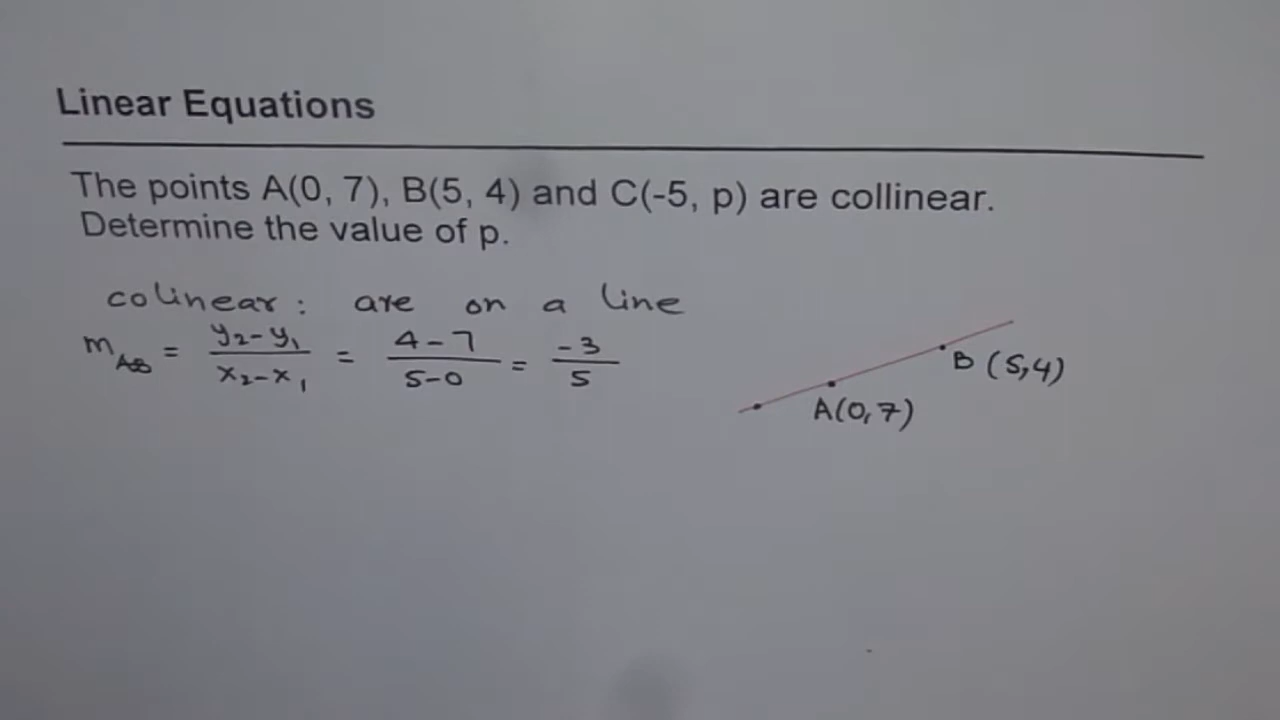 Linear Equations
The points A(0, 7), B(5, 4) and C(-5, p) are collinear.
Determine the value of p.
colinear: are on a line
m_AB = (y₂-y₁)/(x₂-x₁) = (4-7)/(5-0) = -3/5
B (5,4)
A(0,7)